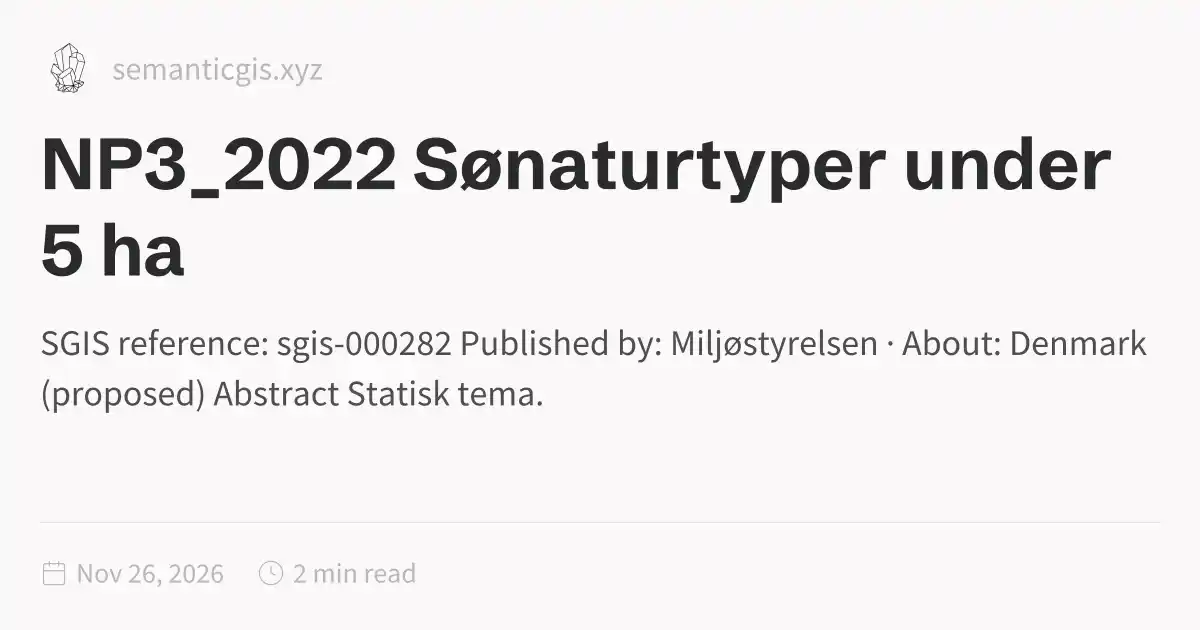 semanticgis.xyz
NP3_2022 Sønaturtyper under
5 ha
SGIS reference: sgis-000282 Published by: Miljøstyrelsen · About: Denmark
(proposed) Abstract Statisk tema.
Nov 26, 2026 2 min read